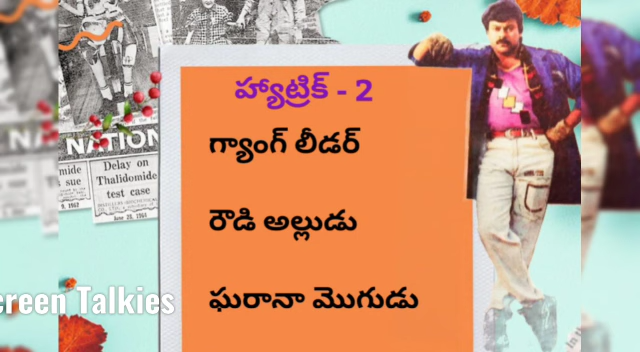 హ్యాట్రిక్ - 2
గ్యాంగ్ లీడర్
రౌడి అల్లుడు
ఘరానా మొగుడు
creen Talkies
NATION
Delay on
Thalidomide
test case
mide
sue